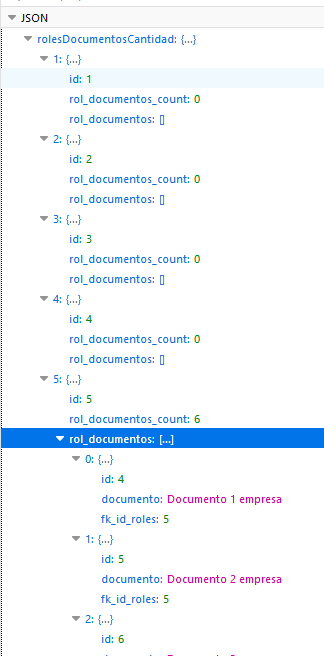 JSON
rolesDocumentosCantidad: {…}
1: {…}
id: 1
rol_documentos_count: 0
rol_documentos: []
2: {…}
id: 2
rol_documentos_count: 0
rol_documentos: []
3: {…}
id: 3
rol_documentos_count: 0
rol_documentos: []
4: {…}
id: 4
rol_documentos_count: 0
rol_documentos: []
5: {…}
id: 5
rol_documentos_count: 6
rol_documentos: […]
0: {…}
id: 4
documento: Documento 1 empresa
fk_id_roles: 5
1: {…}
id: 5
documento: Documento 2 empresa
fk_id_roles: 5
2: {…}
id: 6